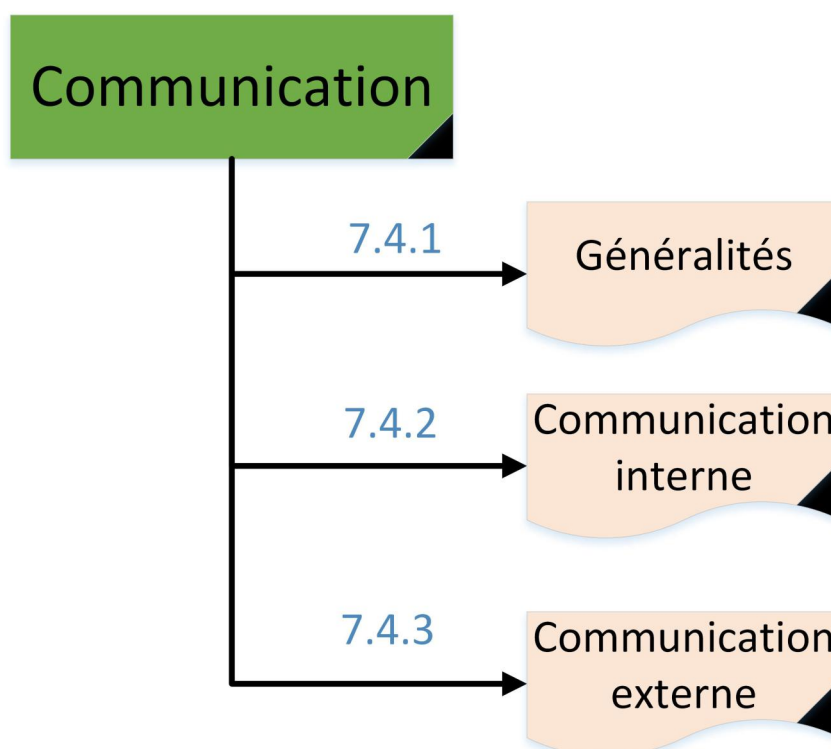 Communication
7.4.1
Généralités
7.4.2
Communication
interne
7.4.3
Communication
externe